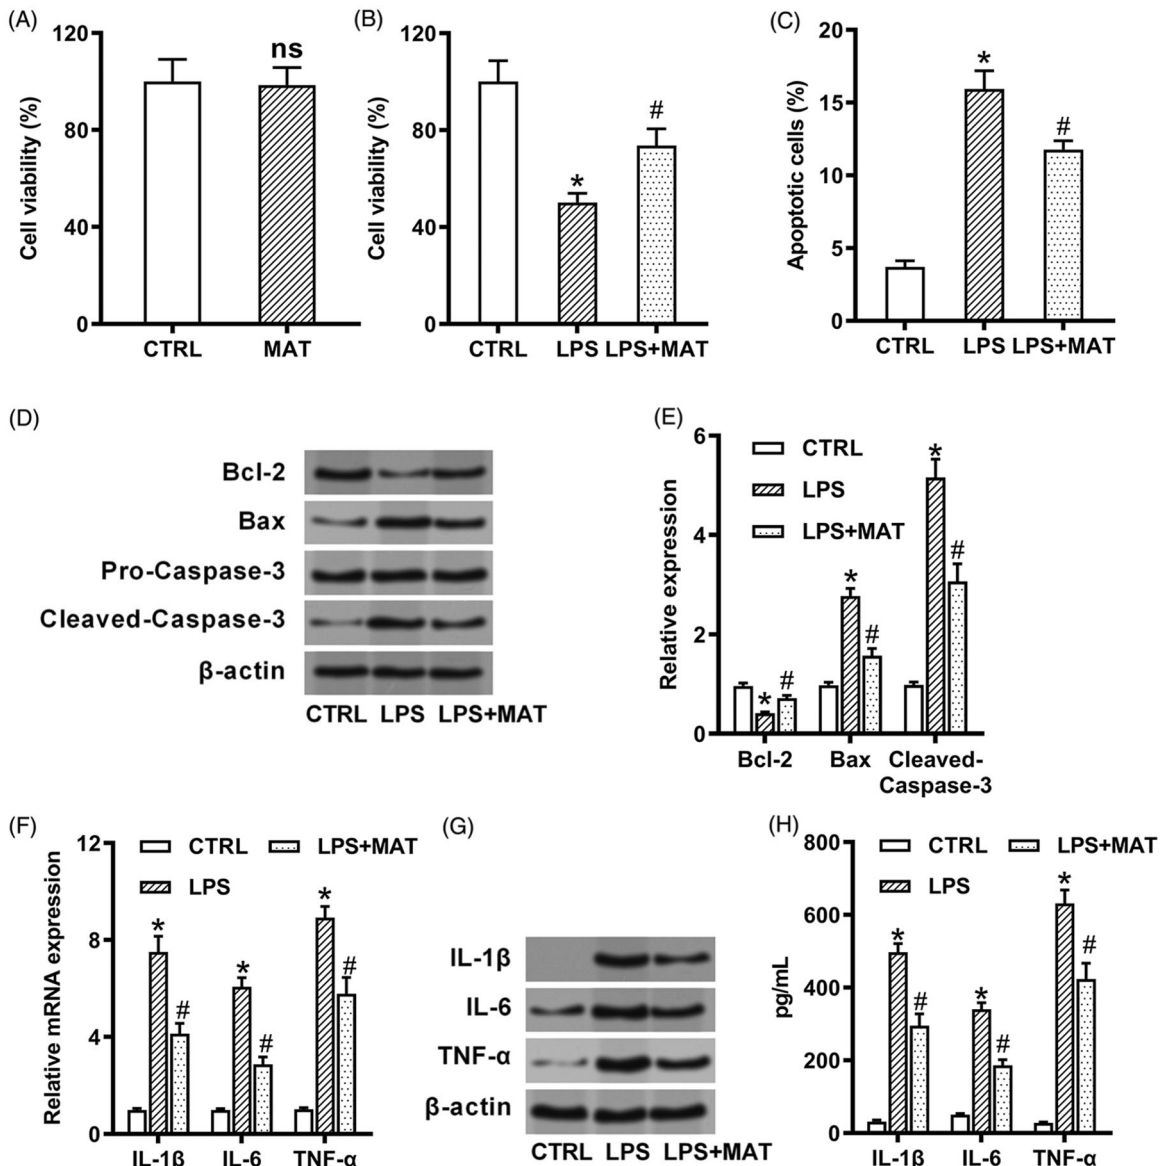 (A)
120
80
40
0
Cell viability (%)
ns
CTRL MAT
(B)
120
80
40
0
Cell viability (%)
*
#
CTRL LPS LPS+MAT
(C)
20
15
10
5
0
Apoptotic cells (%)
*
#
CTRL LPS LPS+MAT
(D)
Bcl-2
Bax
Pro-Caspase-3
Cleaved-Caspase-3
β-actin
CTRL LPS LPS+MAT
(E)
6
4
2
0
Relative expression
CTRL
LPS
LPS+MAT
* #
* #
* #
Bcl-2 Bax Cleaved-
Caspase-3
(F)
12
8
4
0
Relative mRNA expression
CTRL LPS+MAT
LPS
* #
* #
* #
IL-1β IL-6 TNF-α
(G)
IL-1β
IL-6
TNF-α
β-actin
CTRL LPS LPS+MAT
(H)
800
600
400
200
0
pg/mL
CTRL LPS+MAT
LPS
* #
* #
* #
IL-1β IL-6 TNF-α